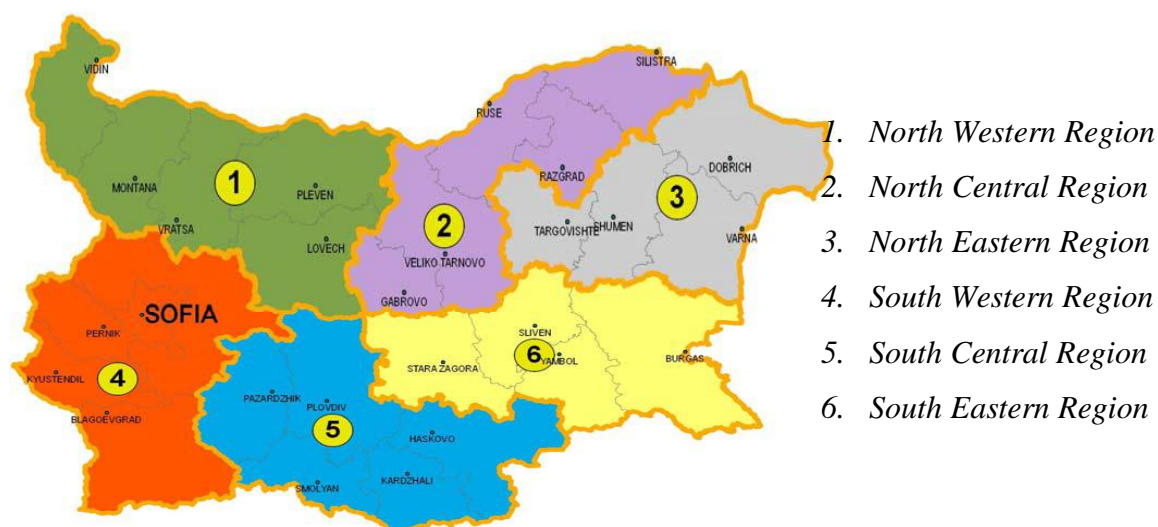 VIDIN
SILISTRA
RUSE
1. North Western Region
DOBRICH
RAZGRAD
MONTANA
1
PLEVEN
2. North Central Region
3
2
VRATSA
TARGOVISHTE
SHUMEN
VARNA
LOVECH
3. North Eastern Region
VELIKO TARNOVO
GABROVO
4. South Western Region
SOFIA
PERNIK
SLIVEN
6
YAMBOL
BURGAS
STARA ZAGORA
5. South Central Region
KYUSTENDIL
4
PAZARDZHIK
PLOVDIV
6. South Eastern Region
BLAGOEVGRAD
5
HASKOVO
KARDZHALI
SMOLYAN